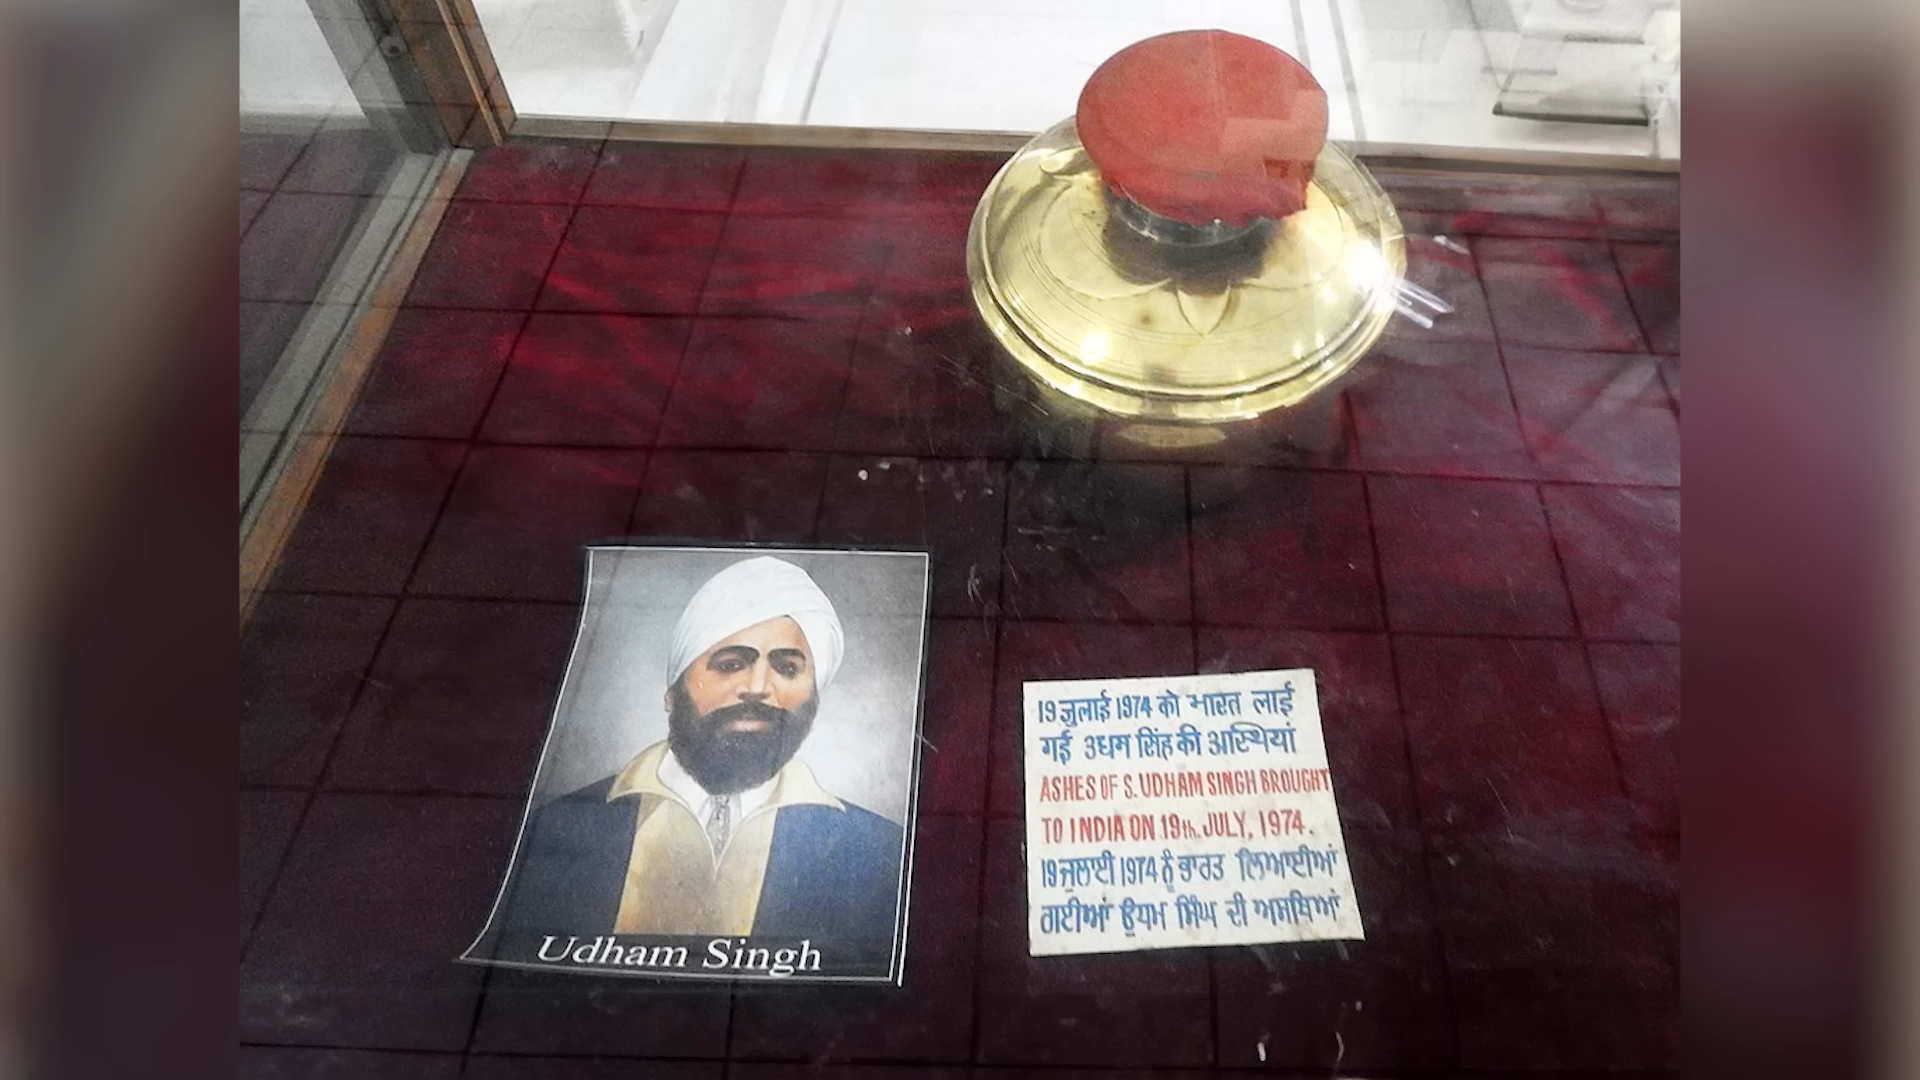 Udham Singh
19 जुलाई 1974 को भारत लाई
गई उधम सिंह की अस्थियां
ASHES OF S. UDHAM SINGH BROUGHT
TO INDIA ON 19th. JULY, 1974.
19 ਜੁਲਾਈ 1974 ਨੂੰ ਭਾਰਤ ਲਿਆਈਆਂ
ਗਈਆਂ ਊਧਮ ਸਿੰਘ ਦੀ ਅਸਥਿਆਂ